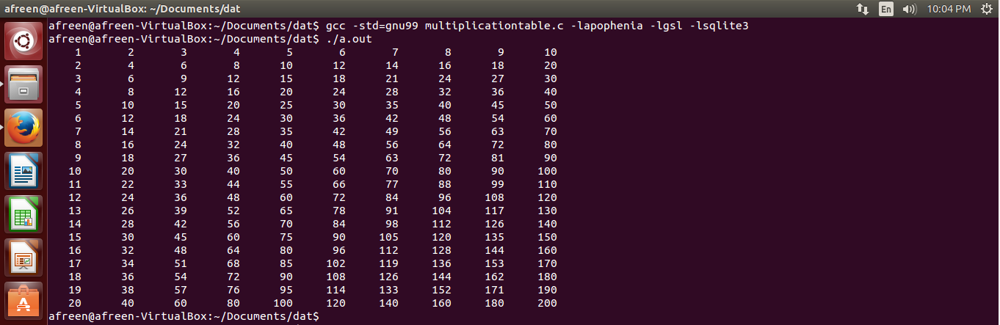 afreen@afreen-VirtualBox: ~/Documents/dat En 10:04 PM
afreen@afreen-VirtualBox:~/Documents/dat$ gcc -std=gnu99 multiplicationtable.c -lapophenia -lgsl -lsqlite3
afreen@afreen-VirtualBox:~/Documents/dat$ ./a.out
1 2 3 4 5 6 7 8 9 10
2 4 6 8 10 12 14 16 18 20
3 6 9 12 15 18 21 24 27 30
4 8 12 16 20 24 28 32 36 40
5 10 15 20 25 30 35 40 45 50
6 12 18 24 30 36 42 48 54 60
7 14 21 28 35 42 49 56 63 70
8 16 24 32 40 48 56 64 72 80
9 18 27 36 45 54 63 72 81 90
10 20 30 40 50 60 70 80 90 100
11 22 33 44 55 66 77 88 99 110
12 24 36 48 60 72 84 96 108 120
13 26 39 52 65 78 91 104 117 130
14 28 42 56 70 84 98 112 126 140
15 30 45 60 75 90 105 120 135 150
16 32 48 64 80 96 112 128 144 160
17 34 51 68 85 102 119 136 153 170
18 36 54 72 90 108 126 144 162 180
19 38 57 76 95 114 133 152 171 190
20 40 60 80 100 120 140 160 180 200
afreen@afreen-VirtualBox:~/Documents/dat$